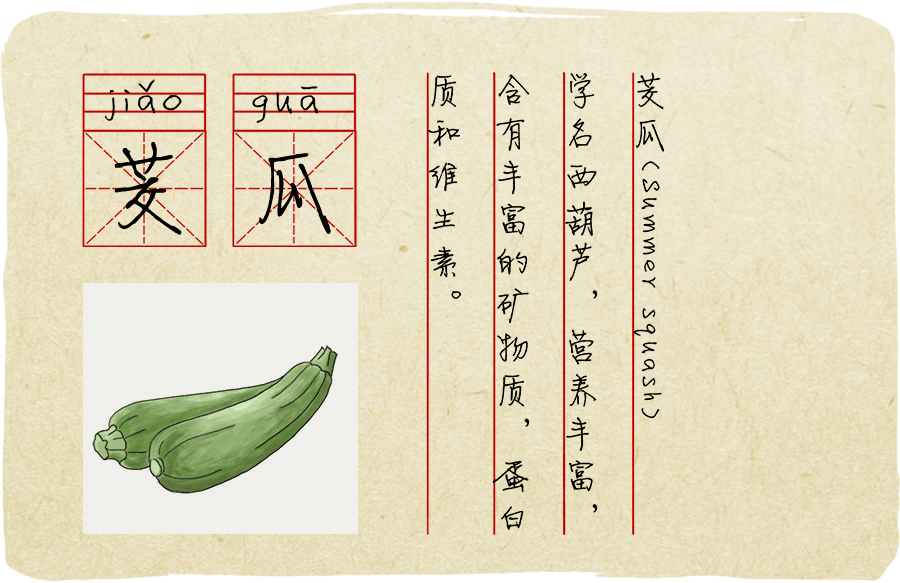 jiǎo guā
茭瓜
茭瓜(Summer squash)
学名西葫芦，营养丰富，
含有丰富的矿物质，蛋白
质和维生素。